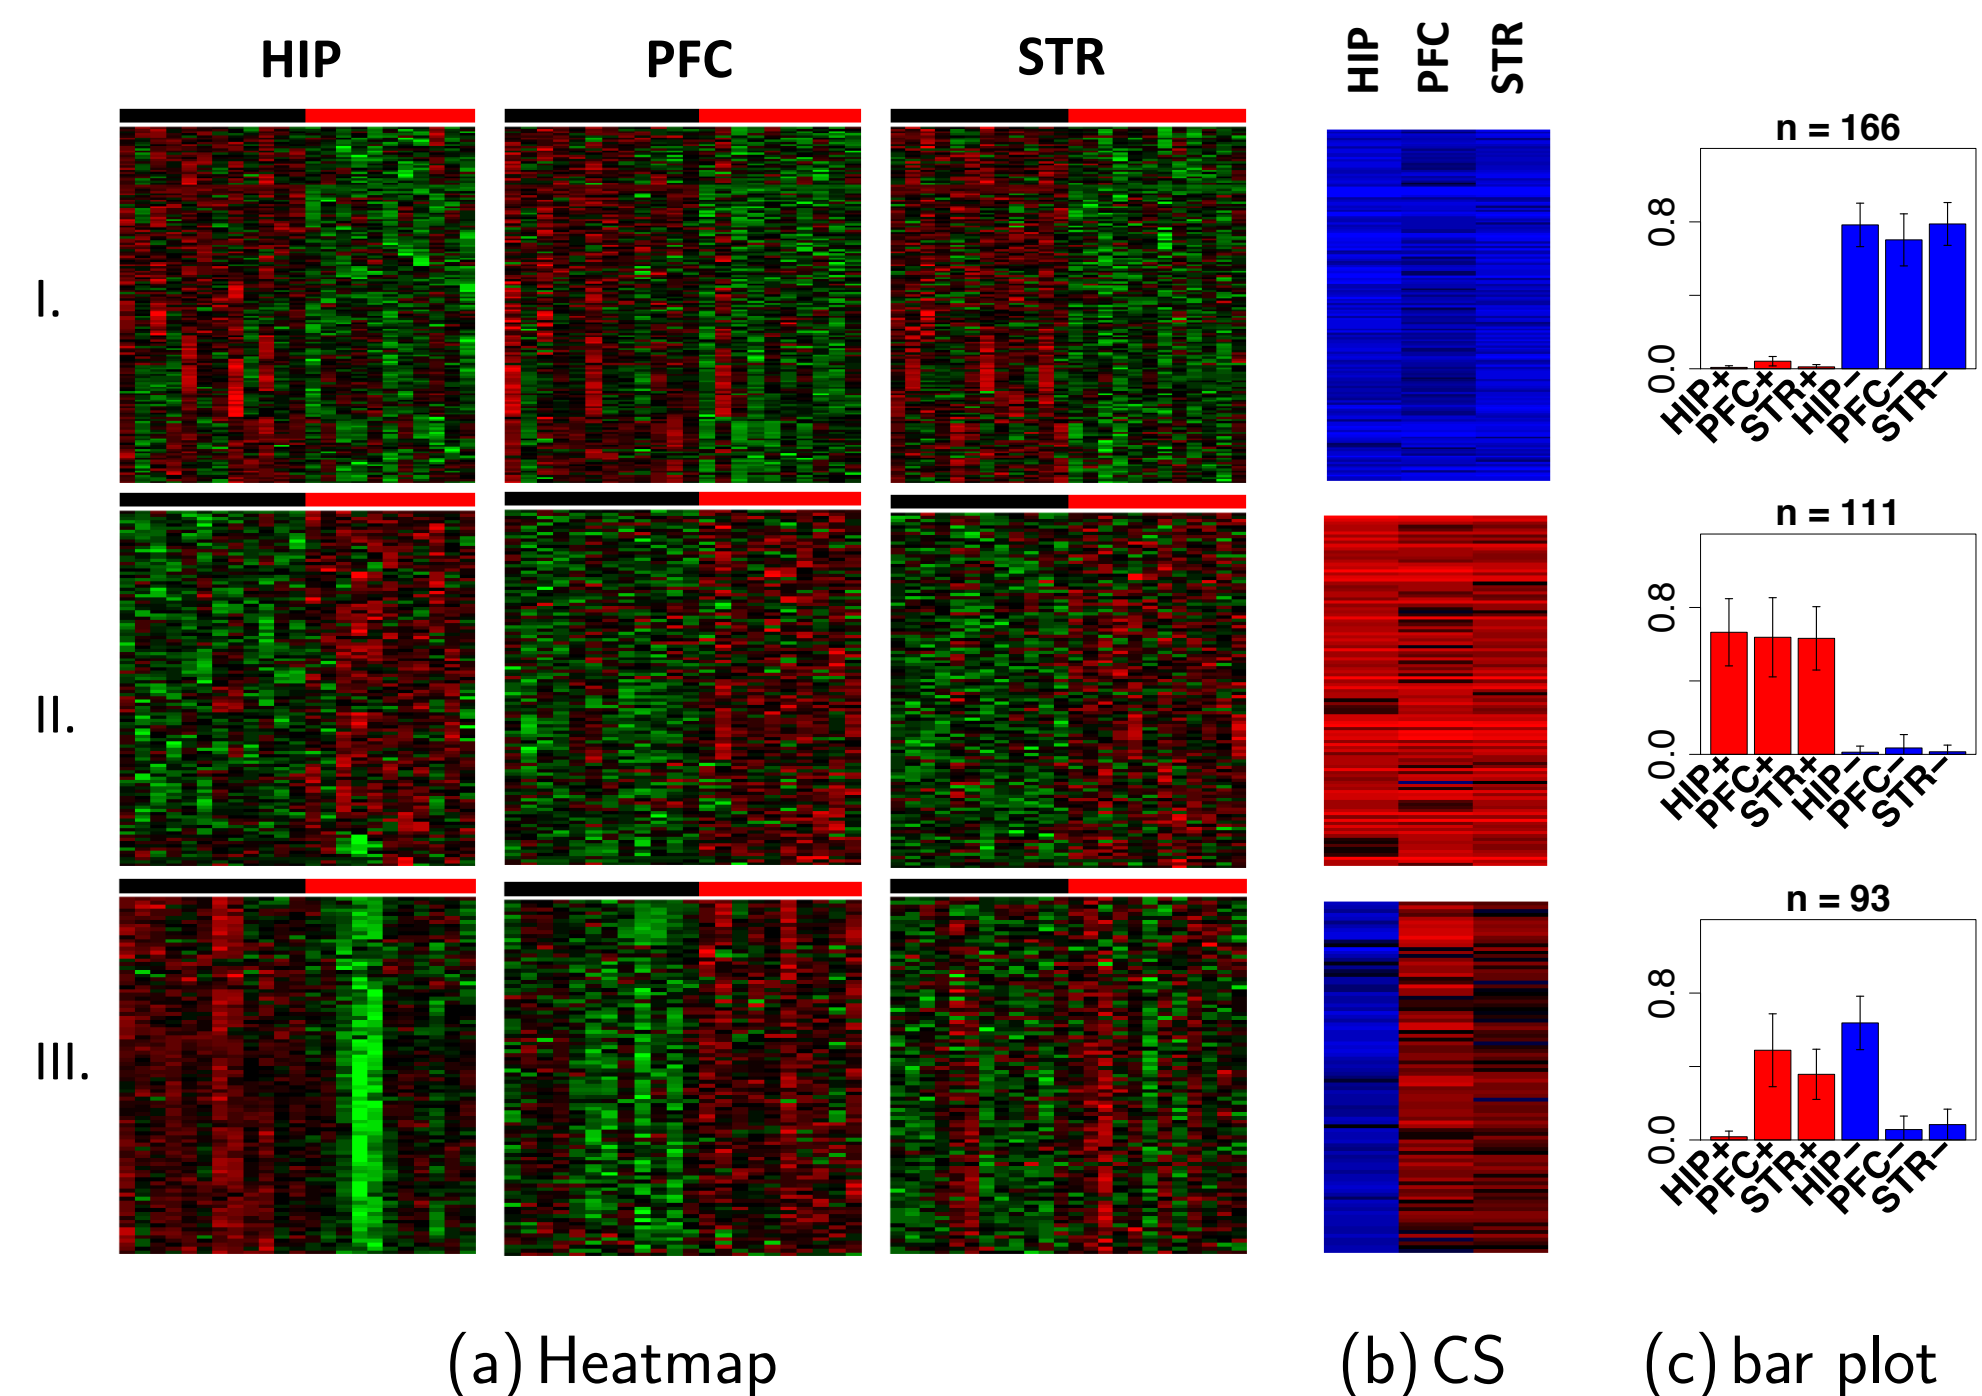 HIP PFC STR HIP PFC STR
I.
n = 166
0.8
0.0
HIP+ PFC+ STR+ HIP− PFC− STR−
II.
n = 111
0.8
0.0
HIP+ PFC+ STR+ HIP− PFC− STR−
III.
n = 93
0.8
0.0
HIP+ PFC+ STR+ HIP− PFC− STR−
(a) Heatmap (b) CS (c) bar plot